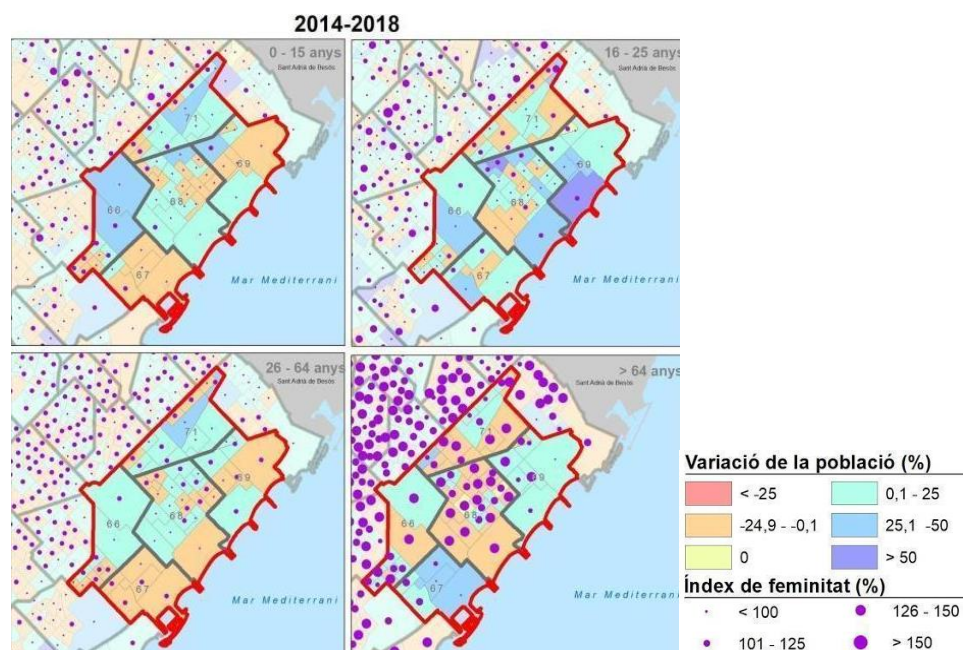 2014-2018
0 - 15 anys
Sant Adrià de Besòs
71
69
66
68
67
Mar Mediterrani
16 - 25 anys
Sant Adrià de Besòs
71
69
66
68
67
Mar Mediterrani
26 - 64 anys
Sant Adrià de Besòs
71
69
66
68
67
Mar Mediterrani
> 64 anys
Sant Adrià de Besòs
71
69
66
68
67
Mar Mediterrani
Variació de la població (%)
< -25
0,1 - 25
-24,9 - -0,1
25,1 -50
0
> 50
Índex de feminitat (%)
< 100
126 - 150
101 - 125
> 150